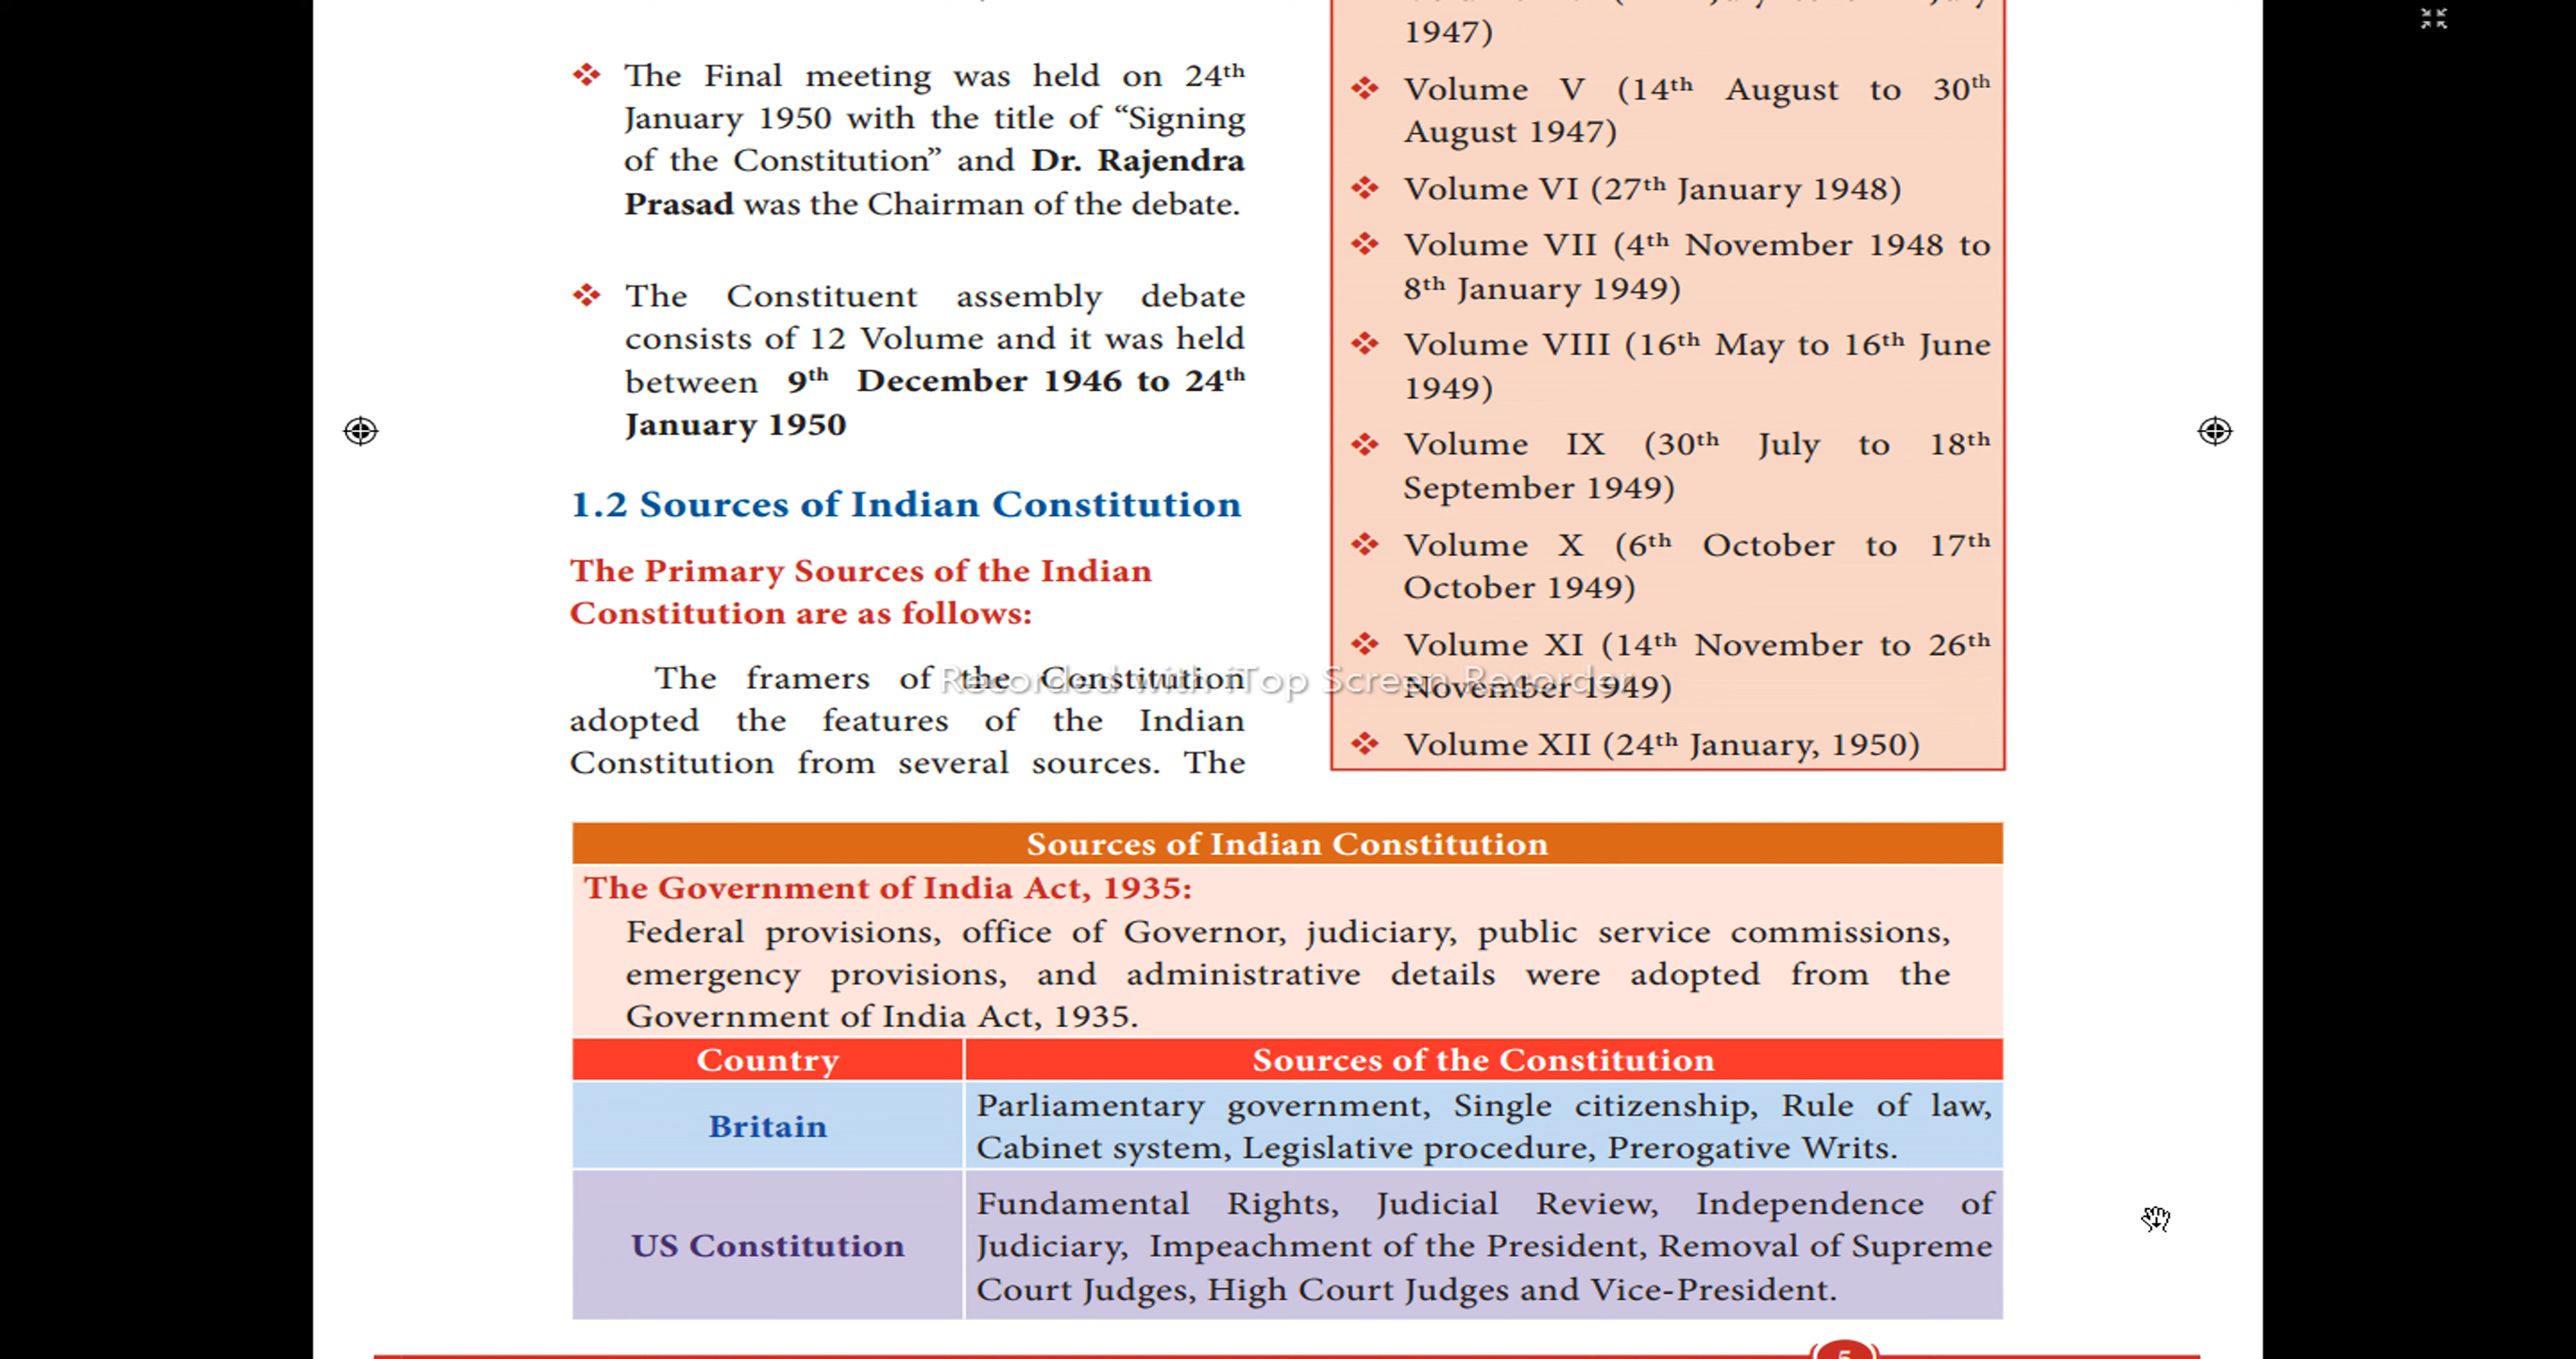 The Final meeting was held on 24th
January 1950 with the title of “Signing
of the Constitution” and Dr. Rajendra
Prasad was the Chairman of the debate.
The Constituent assembly debate
consists of 12 Volume and it was held
between 9th December 1946 to 24th
January 1950
1.2 Sources of Indian Constitution
The Primary Sources of the Indian
Constitution are as follows:
The framers of the Constitution
adopted the features of the Indian
Constitution from several sources. The
1947)
Volume V (14th August to 30th
August 1947)
Volume VI (27th January 1948)
Volume VII (4th November 1948 to
8th January 1949)
Volume VIII (16th May to 16th June
1949)
Volume IX (30th July to 18th
September 1949)
Volume X (6th October to 17th
October 1949)
Volume XI (14th November to 26th
November 1949)
Volume XII (24th January, 1950)
Recorded with iTop Screen Recorder
Sources of Indian Constitution
The Government of India Act, 1935:
Federal provisions, office of Governor, judiciary, public service commissions,
emergency provisions, and administrative details were adopted from the
Government of India Act, 1935.
Country Sources of the Constitution
Britain
Parliamentary government, Single citizenship, Rule of law,
Cabinet system, Legislative procedure, Prerogative Writs.
US Constitution
Fundamental Rights, Judicial Review, Independence of
Judiciary, Impeachment of the President, Removal of Supreme
Court Judges, High Court Judges and Vice-President.
5